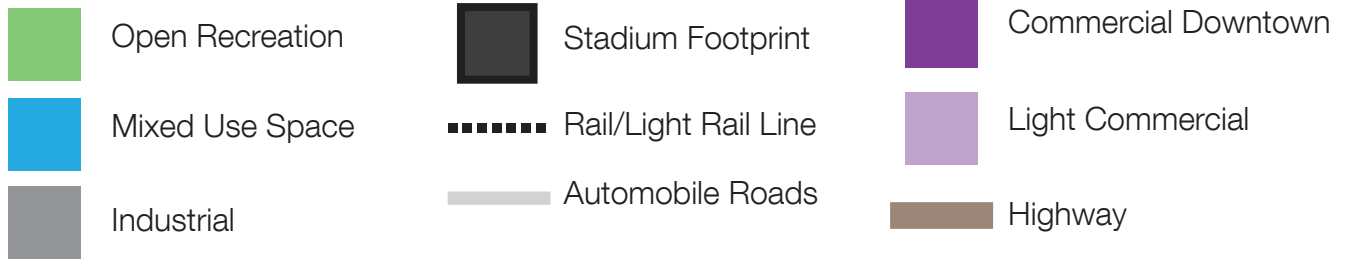 Open Recreation
Mixed Use Space
Industrial
Stadium Footprint
Rail/Light Rail Line
Automobile Roads
Commercial Downtown
Light Commercial
Highway